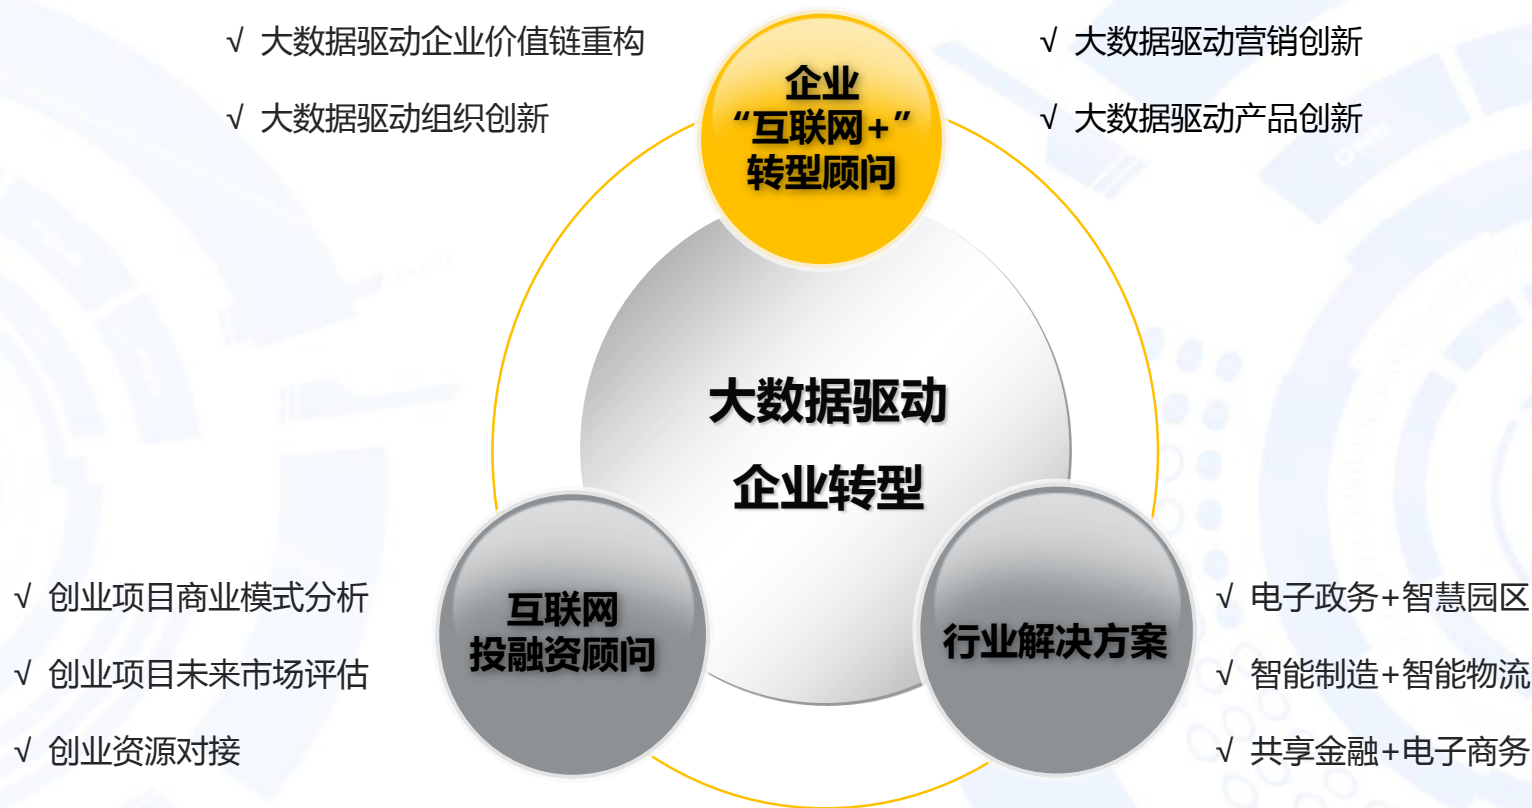 √ 大数据驱动企业价值链重构
√ 大数据驱动组织创新
企业
“互联网+”
转型顾问
√ 大数据驱动营销创新
√ 大数据驱动产品创新
大数据驱动
企业转型
√ 创业项目商业模式分析
√ 创业项目未来市场评估
√ 创业资源对接
互联网
投融资顾问
行业解决方案
√ 电子政务+智慧园区
√ 智能制造+智能物流
√ 共享金融+电子商务